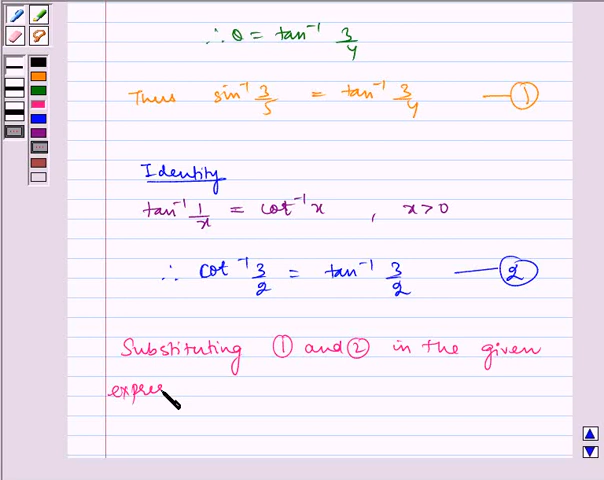 ∴ θ = tan⁻¹ 3/4
Thus sin⁻¹ 3/5 = tan⁻¹ 3/4 —— ①
Identity
tan⁻¹ 1/x = cot⁻¹ x , x > 0
∴ cot⁻¹ 3/2 = tan⁻¹ 3/2 —— ②
Substituting ① and ② in the given
expres